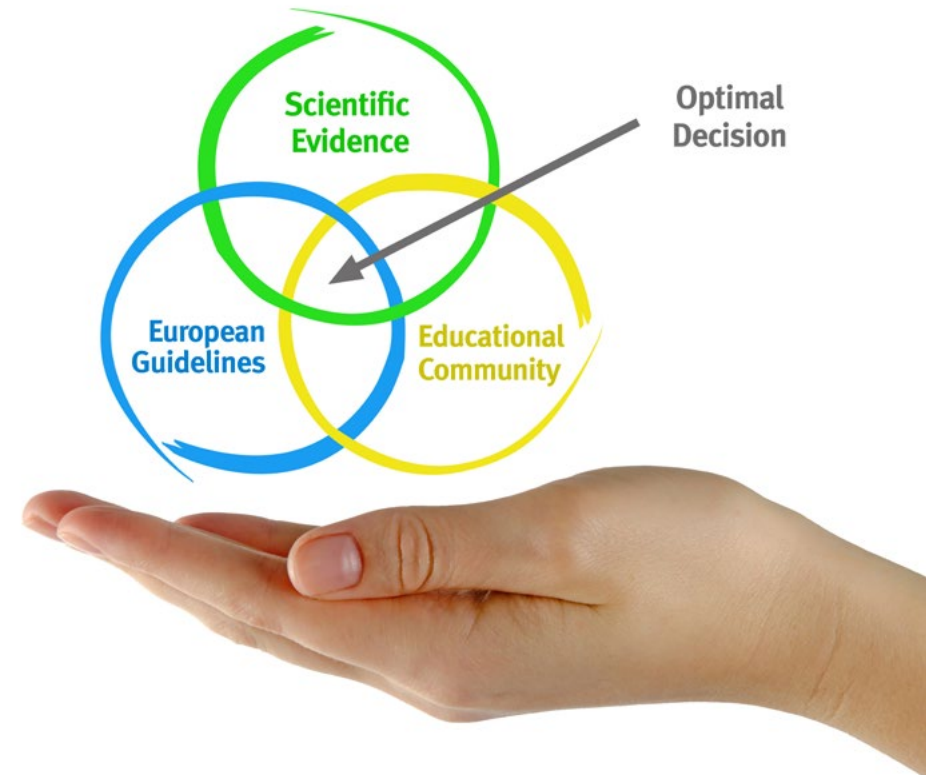 Scientific
Evidence
Optimal
Decision
European
Guidelines
Educational
Community